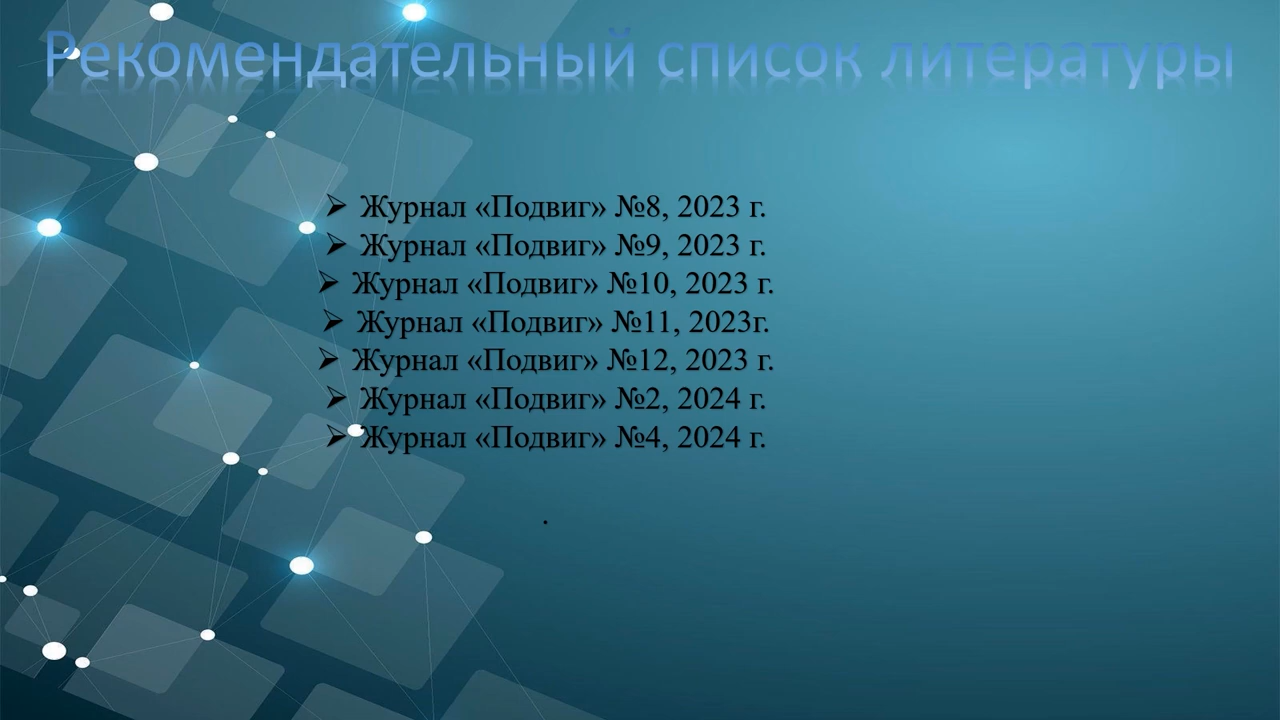 Рекомендательный список литературы
➢ Журнал «Подвиг» №8, 2023 г.
➢ Журнал «Подвиг» №9, 2023 г.
➢ Журнал «Подвиг» №10, 2023 г.
➢ Журнал «Подвиг» №11, 2023г.
➢ Журнал «Подвиг» №12, 2023 г.
➢ Журнал «Подвиг» №2, 2024 г.
➢ Журнал «Подвиг» №4, 2024 г.
.